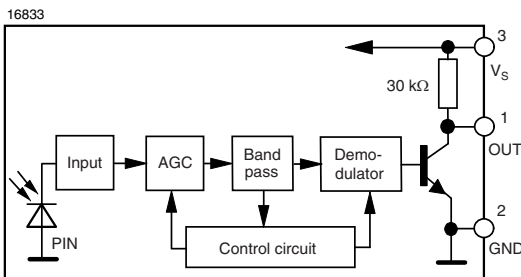 16833
3
V_S
30 kΩ
1
OUT
Input
AGC
Band
pass
Demo-
dulator
2
GND
PIN
Control circuit